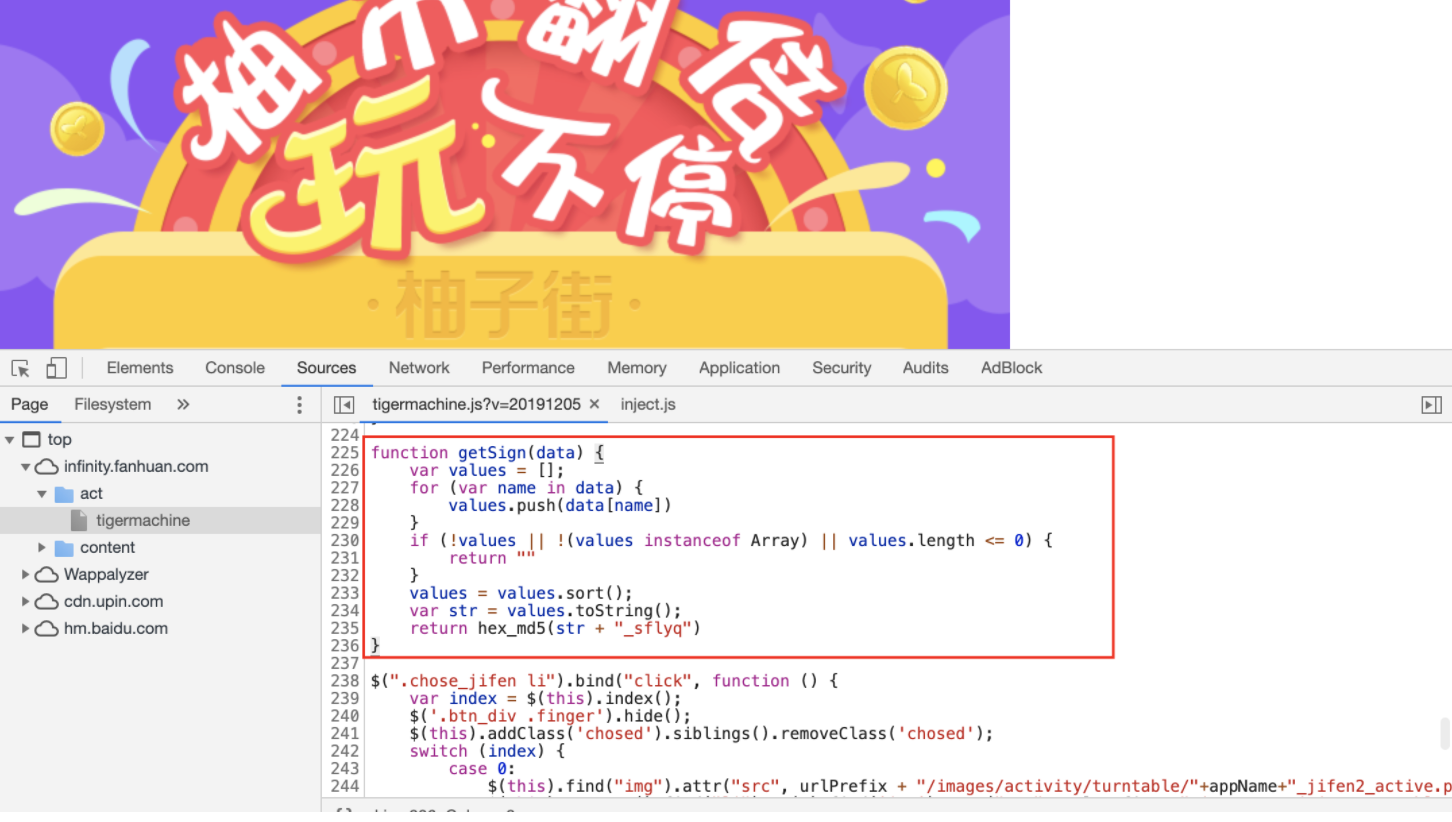 柚币翻倍
玩不停
·柚子街·
Elements Console Sources Network Performance Memory Application Security Audits AdBlock
Page Filesystem » tigermachine.js?v=20191205 × inject.js
top
infinity.fanhuan.com
act
tigermachine
content
Wappalyzer
cdn.upin.com
hm.baidu.com
224
225 function getSign(data) {
226 var values = [];
227 for (var name in data) {
228 values.push(data[name])
229 }
230 if (!values || !(values instanceof Array) || values.length <= 0) {
231 return ""
232 }
233 values = values.sort();
234 var str = values.toString();
235 return hex_md5(str + "_sflyq")
236 }
237
238 $(".chose_jifen li").bind("click", function () {
239 var index = $(this).index();
240 $('.btn_div .finger').hide();
241 $(this).addClass('chosed').siblings().removeClass('chosed');
242 switch (index) {
243 case 0:
244 $(this).find("img").attr("src", urlPrefix + "/images/activity/turntable/"+appName+"_jifen2_active.p